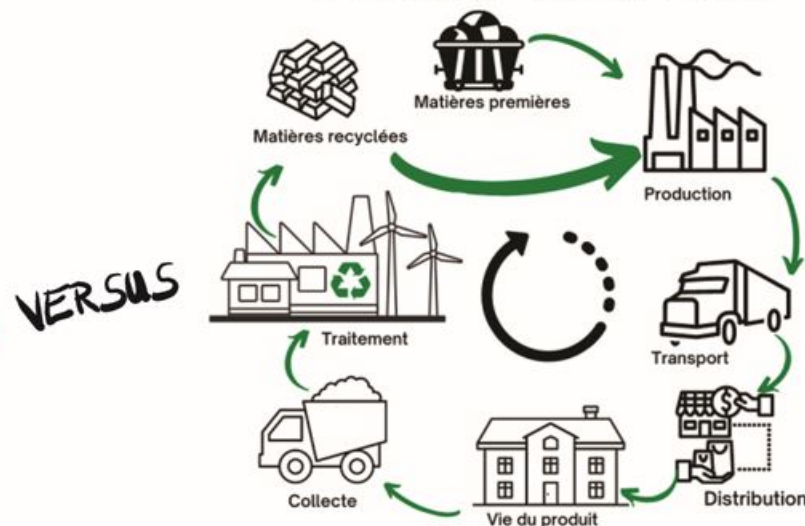 Matières premières
Matières recyclées
Production
VERSUS
Traitement
Transport
Collecte
Vie du produit
Distribution